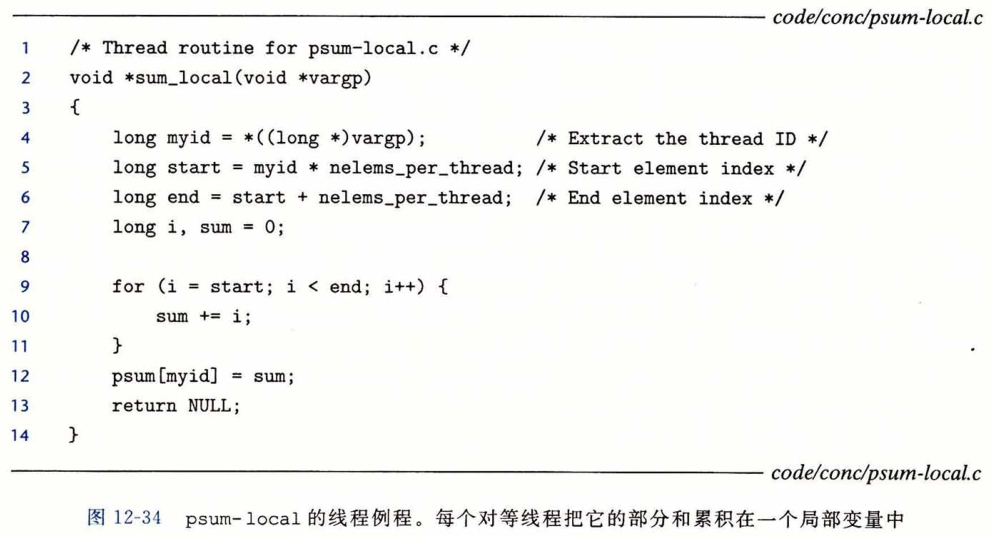 code/conc/psum-local.c
1 /* Thread routine for psum-local.c */
2 void *sum_local(void *vargp)
3 {
4     long myid = *((long *)vargp);          /* Extract the thread ID */
5     long start = myid * nelems_per_thread; /* Start element index */
6     long end = start + nelems_per_thread;  /* End element index */
7     long i, sum = 0;
8
9     for (i = start; i < end; i++) {
10         sum += i;
11     }
12     psum[myid] = sum;
13     return NULL;
14 }
code/conc/psum-local.c
图 12-34 psum-local 的线程例程。每个对等线程把它的部分和累积在一个局部变量中